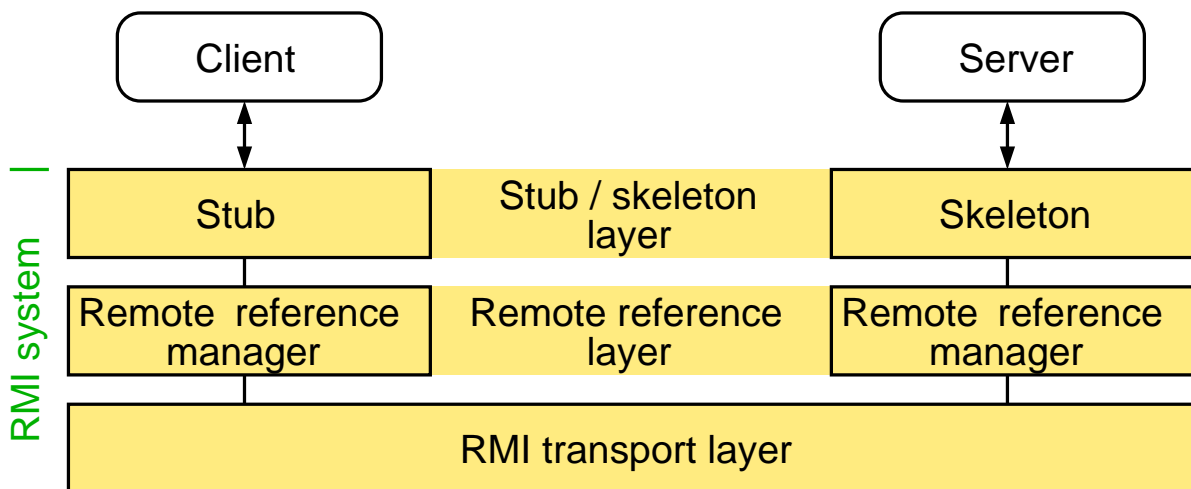 Client
Server
Stub
Stub / skeleton
layer
Skeleton
Remote reference
manager
Remote reference
layer
Remote reference
manager
RMI transport layer
RMI system